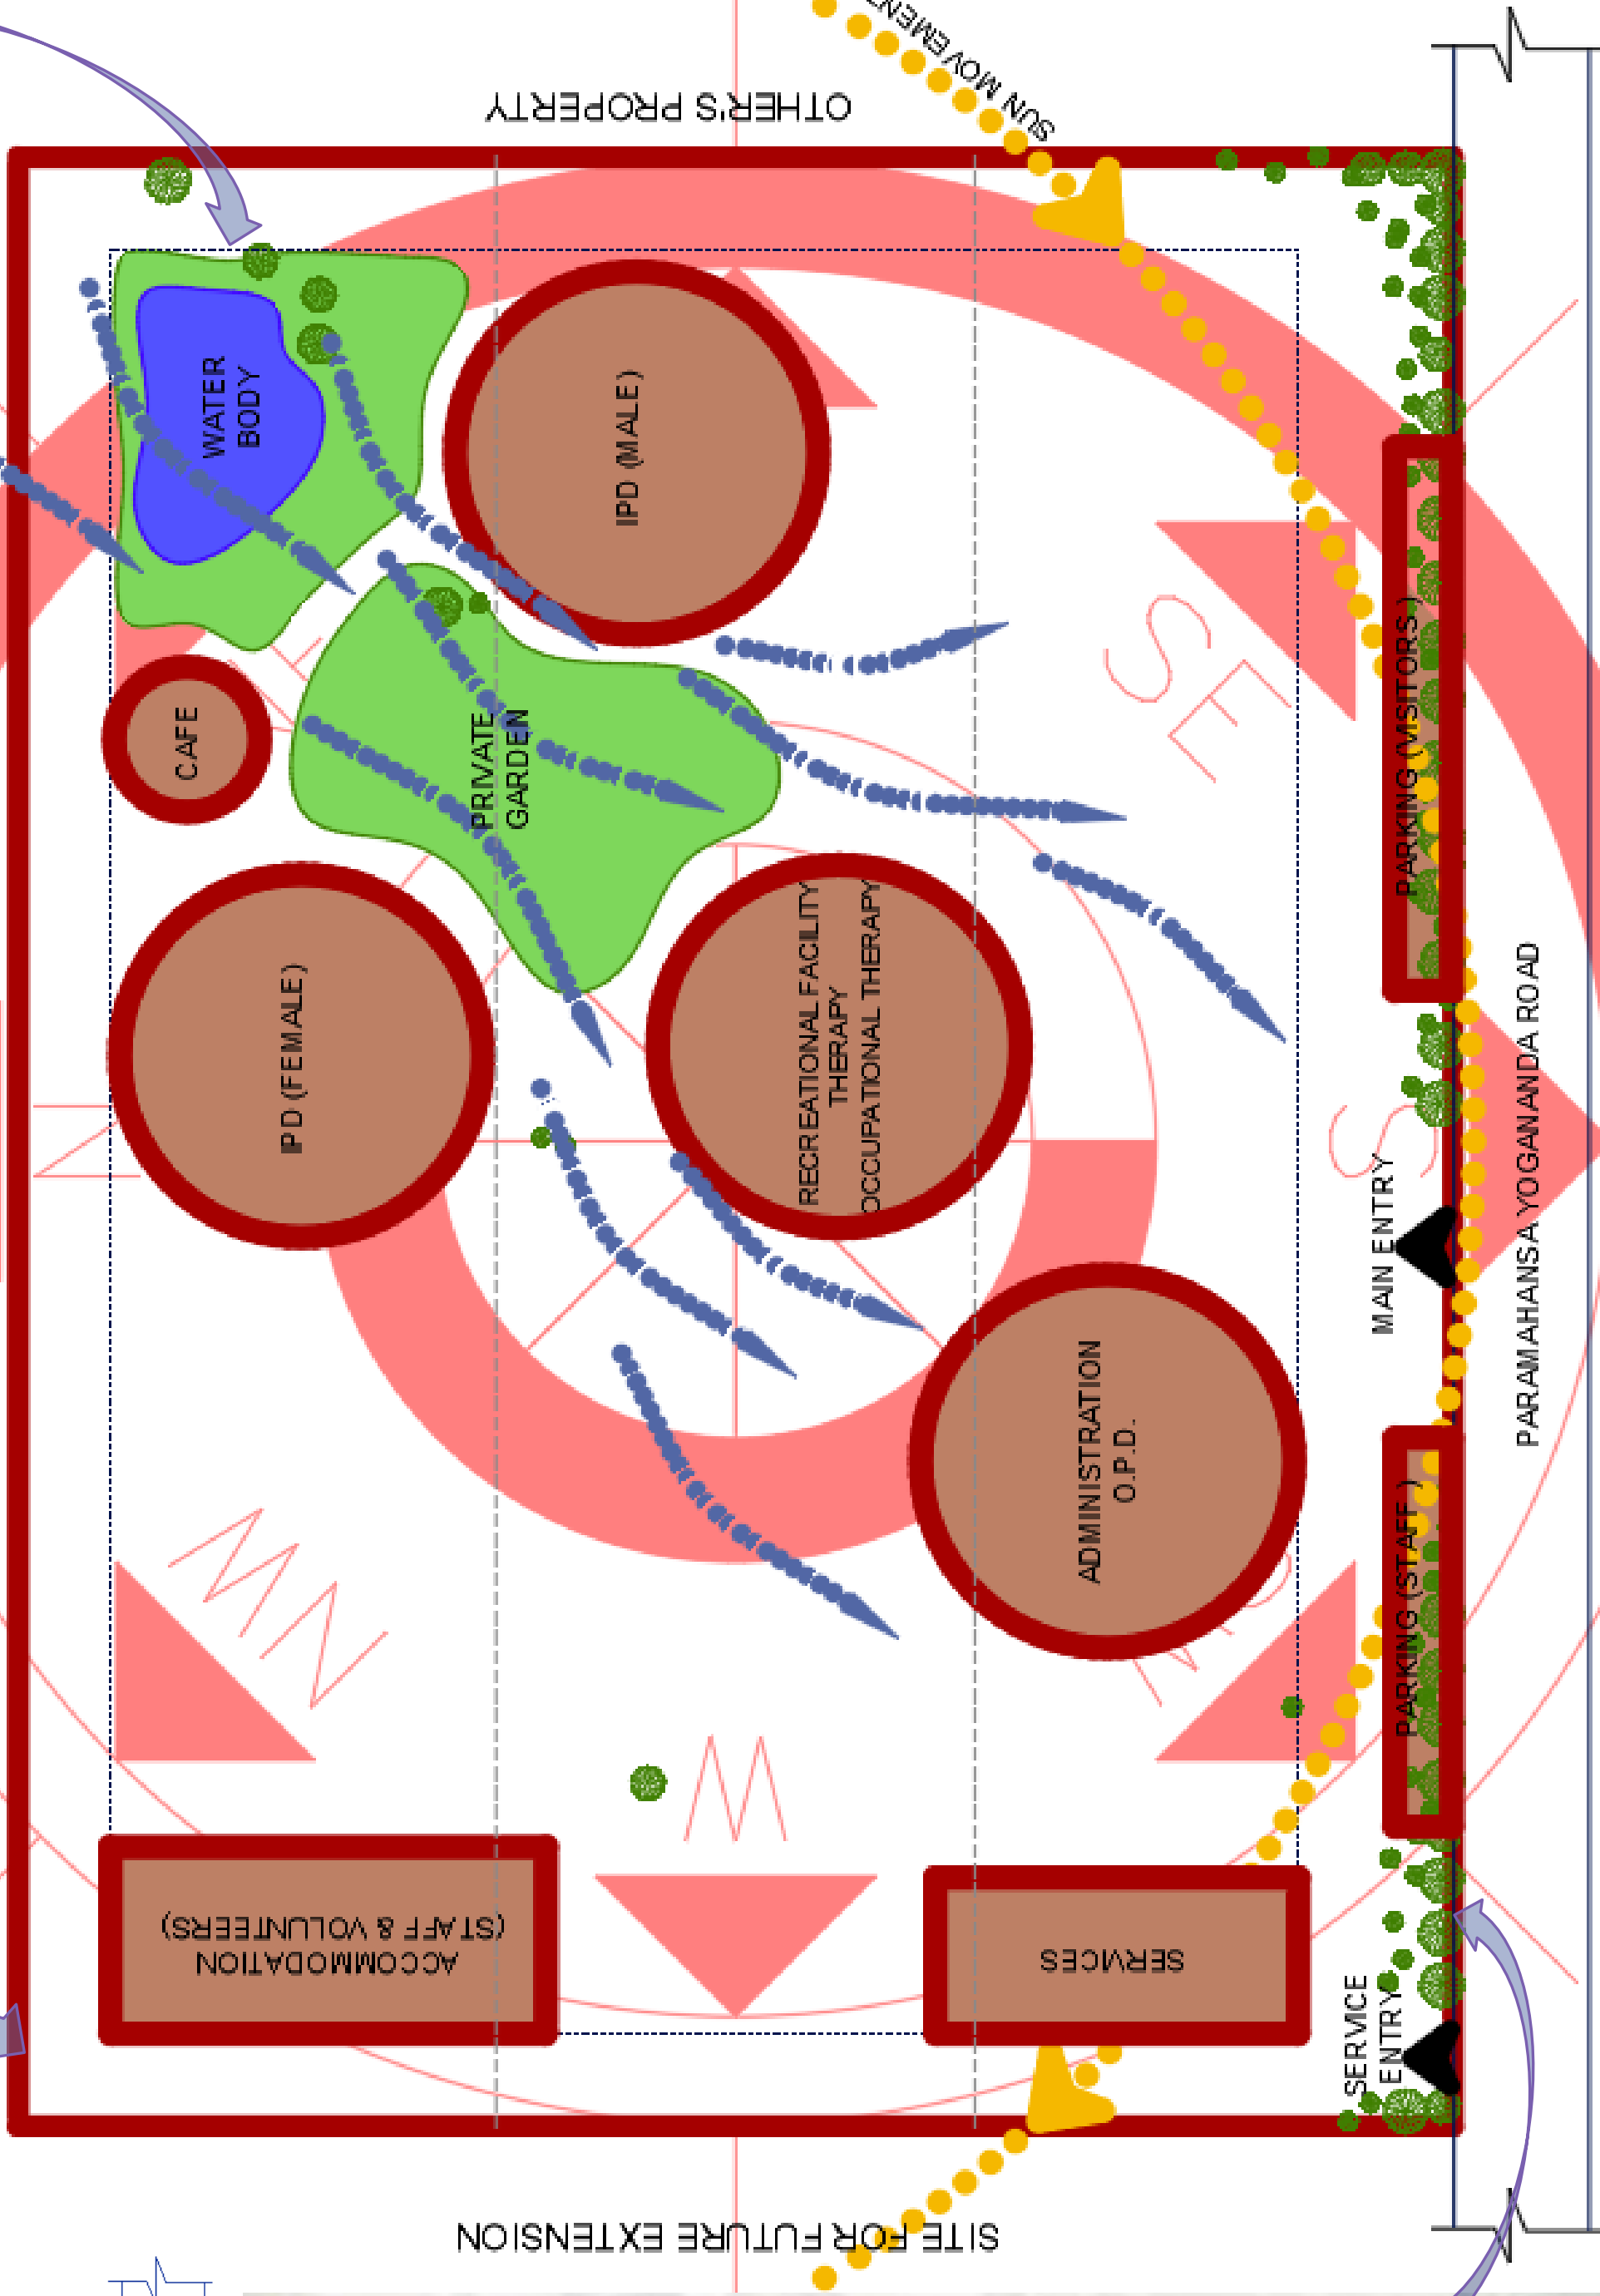 SUN MOVEMENT
OTHER'S PROPERTY
WATER
BODY
IPD (MALE)
CAFE
PRIVATE
GARDEN
SE
PARKING (VISITORS)
IPD (FEMALE)
RECREATIONAL FACILITY
THERAPY
OCCUPATIONAL THERAPY
N
S
MAIN ENTRY
PARAMAHANSA YOGANANDA ROAD
ADMINISTRATION
O.P.D.
NW
PARKING (STAFF)
W
ACCOMMODATION
(STAFF & VOLUNTEERS)
SERVICES
SERVICE
ENTRY
SITE FOR FUTURE EXTENSION